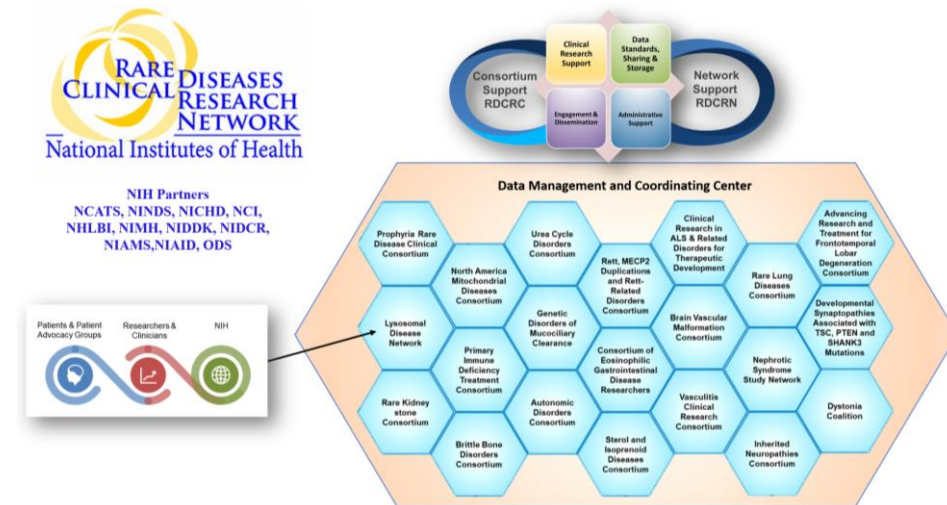 RARE
CLINICAL DISEASES
RESEARCH
NETWORK
National Institutes of Health
NIH Partners
NCATS, NINDS, NICHD, NCI,
NHLBI, NIMH, NIDDK, NIDCR,
NIAMS,NIAID, ODS
Patients & Patient
Advocacy Groups
Researchers &
Clinicians
NIH
Consortium
Support
RDCRC
Clinical
Research
Support
Data
Standards,
Sharing &
Storage
Engagement &
Dissemination
Administrative
Support
Network
Support
RDCRN
Data Management and Coordinating Center
Prophyria Rare
Disease Clinical
Consortium
Lysosomal
Disease
Network
Rare Kidney
stone
Consortium
North America
Mitochondrial
Diseases
Consortium
Primary
Immune
Deficiency
Treatment
Consortium
Brittle Bone
Disorders
Consortium
Urea Cycle
Disorders
Consortium
Genetic
Disorders of
Mucociliary
Clearance
Autonomic
Disorders
Consortium
Rett, MECP2
Duplications
and Rett-
Related
Disorders
Consortium
Consortium of
Eosinophilic
Gastrointestinal
Disease
Researchers
Sterol and
Isoprenoid
Diseases
Consortium
Clinical
Research in
ALS & Related
Disorders for
Therapeutic
Development
Brain Vascular
Malformation
Consortium
Vasculitis
Clinical
Research
Consortium
Rare Lung
Diseases
Consortium
Nephrotic
Syndrome
Study Network
Inherited
Neuropathies
Consortium
Advancing
Research and
Treatment for
Frontotemporal
Lobar
Degeneration
Consortium
Developmental
Synaptopathies
Associated with
TSC, PTEN and
SHANK3
Mutations
Dystonia
Coalition